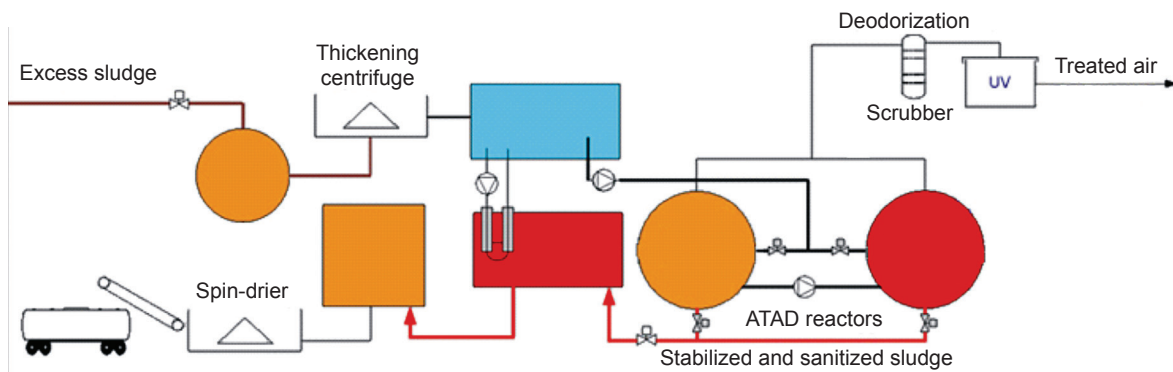 Deodorization
Thickening
centrifuge
Excess sludge
UV
Treated air
Scrubber
Spin-drier
ATAD reactors
Stabilized and sanitized sludge